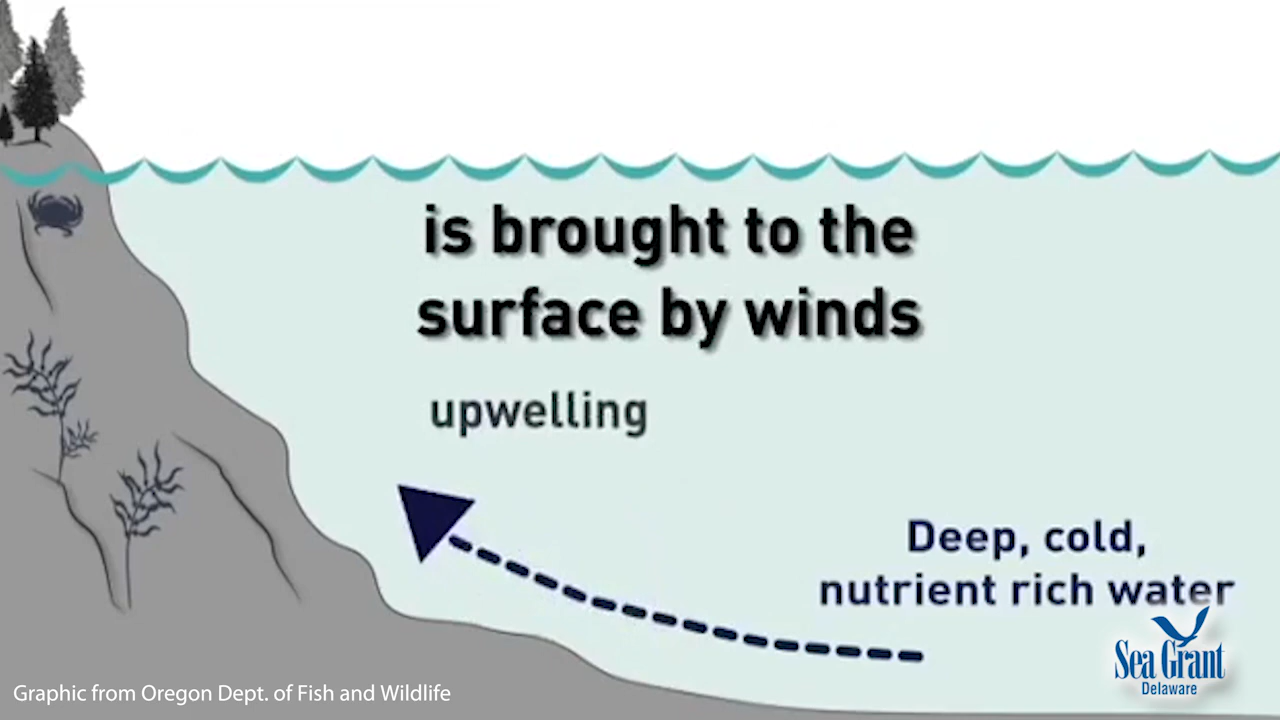 is brought to the
surface by winds
upwelling
Deep, cold,
nutrient rich water
Sea Grant
Delaware
Graphic from Oregon Dept. of Fish and Wildlife